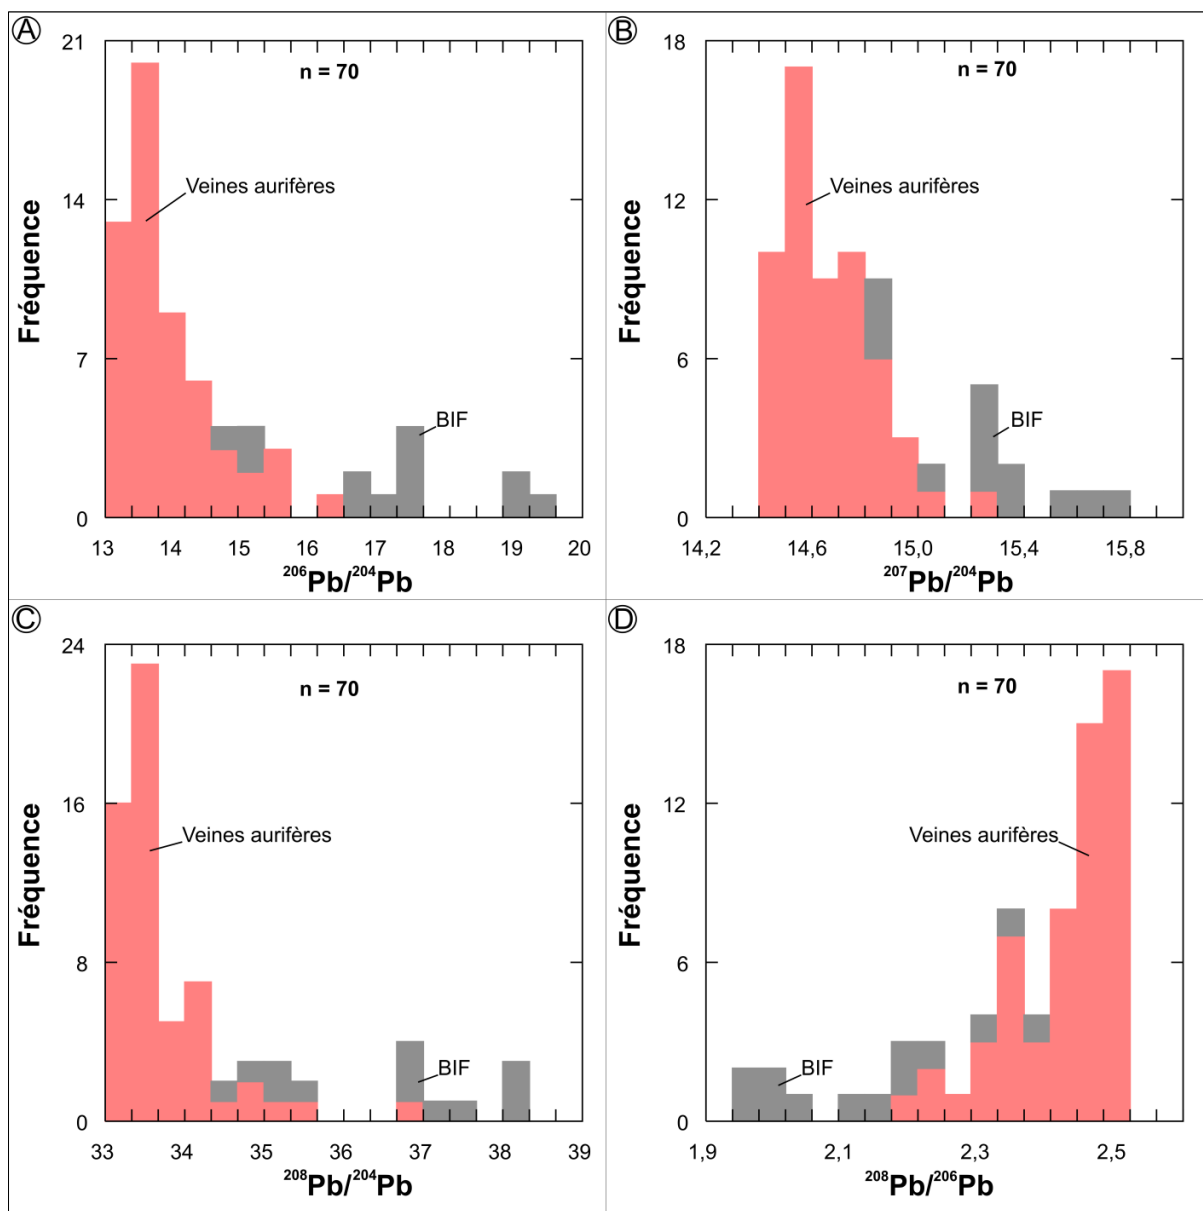 A
21
14
7
0
Fréquence
n = 70
Veines aurifères
BIF
13 14 15 16 17 18 19 20
²⁰⁶Pb/²⁰⁴Pb
B
18
12
6
0
Fréquence
n = 70
Veines aurifères
BIF
14,2 14,6 15,0 15,4 15,8
²⁰⁷Pb/²⁰⁴Pb
C
24
16
8
0
Fréquence
n = 70
Veines aurifères
BIF
33 34 35 36 37 38 39
²⁰⁸Pb/²⁰⁴Pb
D
18
12
6
0
Fréquence
n = 70
Veines aurifères
BIF
1,9 2,1 2,3 2,5
²⁰⁸Pb/²⁰⁶Pb